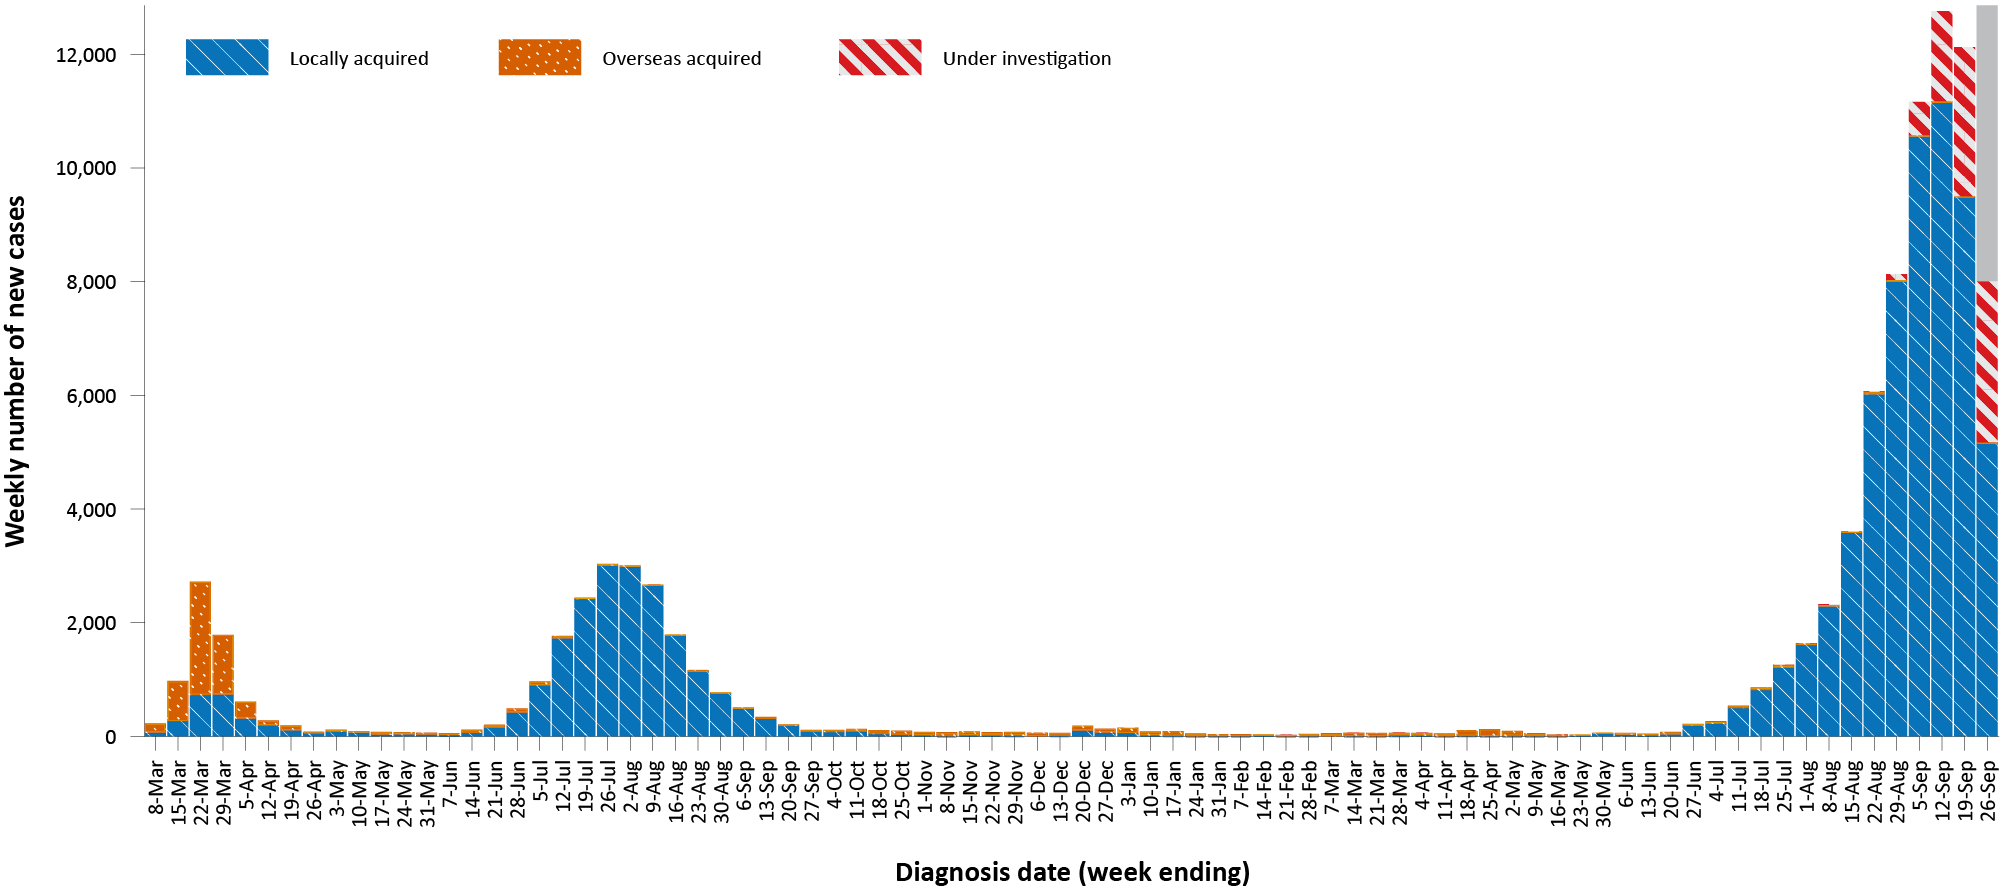 Locally acquired
Overseas acquired
Under investigation
Weekly number of new cases
12,000
10,000
8,000
6,000
4,000
2,000
0
8-Mar
15-Mar
22-Mar
29-Mar
5-Apr
12-Apr
19-Apr
26-Apr
3-May
10-May
17-May
24-May
31-May
7-Jun
14-Jun
21-Jun
28-Jun
5-Jul
12-Jul
19-Jul
26-Jul
2-Aug
9-Aug
16-Aug
23-Aug
30-Aug
6-Sep
13-Sep
20-Sep
27-Sep
4-Oct
11-Oct
18-Oct
25-Oct
1-Nov
8-Nov
15-Nov
22-Nov
29-Nov
6-Dec
13-Dec
20-Dec
27-Dec
3-Jan
10-Jan
17-Jan
24-Jan
31-Jan
7-Feb
14-Feb
21-Feb
28-Feb
7-Mar
14-Mar
21-Mar
28-Mar
4-Apr
11-Apr
18-Apr
25-Apr
2-May
9-May
16-May
23-May
30-May
6-Jun
13-Jun
20-Jun
27-Jun
4-Jul
11-Jul
18-Jul
25-Jul
1-Aug
8-Aug
15-Aug
22-Aug
29-Aug
5-Sep
12-Sep
19-Sep
26-Sep
Diagnosis date (week ending)